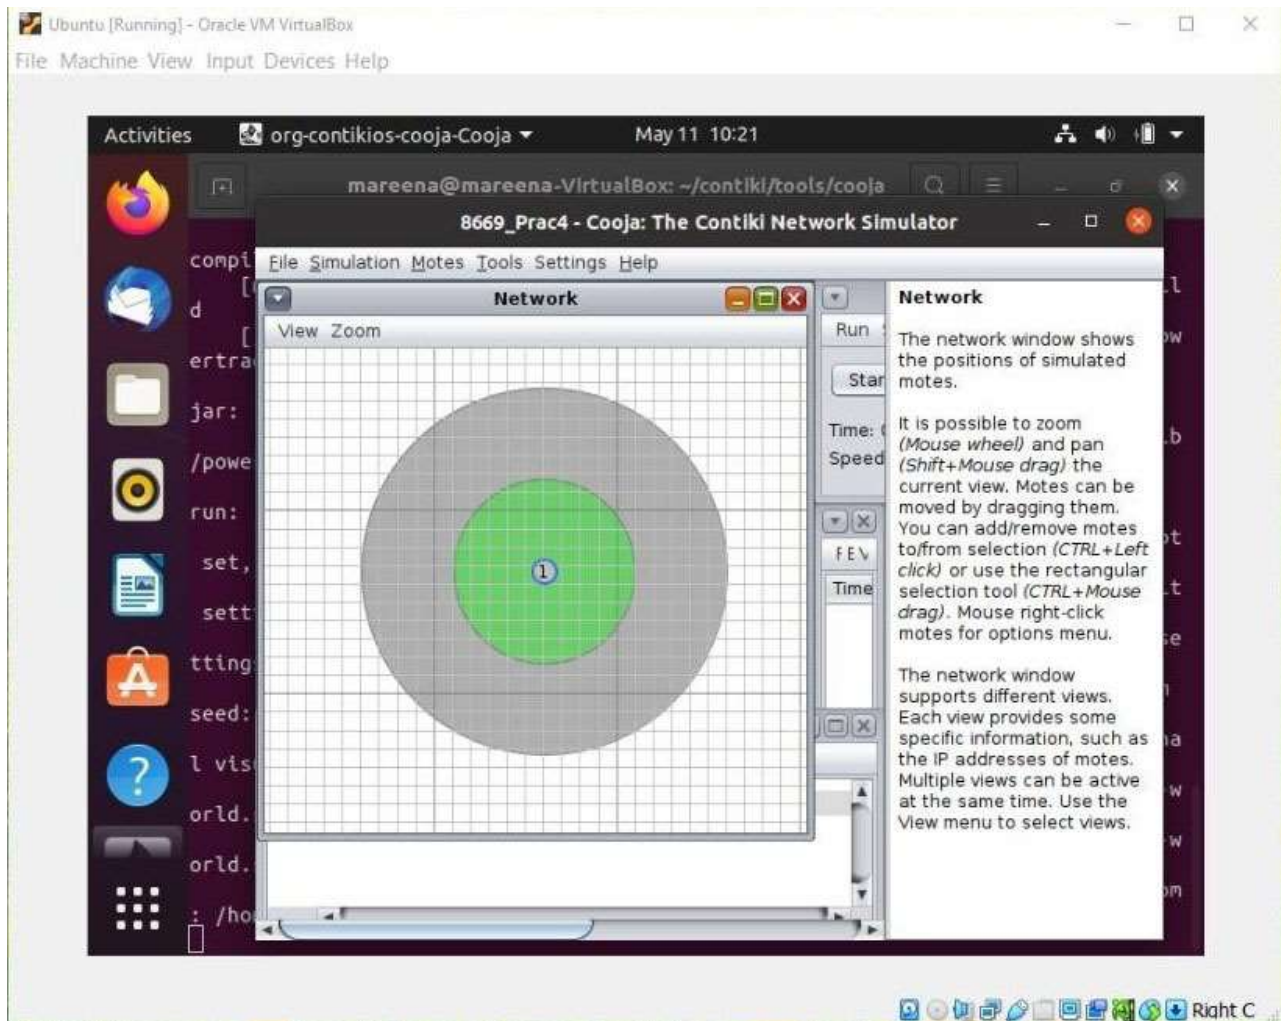 Ubuntu [Running] - Oracle VM VirtualBox
File Machine View Input Devices Help
Activities org-contikios-cooja-Cooja May 11 10:21
mareena@mareena-VirtualBox: ~/contiki/tools/cooja
8669_Prac4 - Cooja: The Contiki Network Simulator
File Simulation Motes Tools Settings Help
Network
View Zoom
1
Run
Star
Time:
Speed
Time
Network
The network window shows
the positions of simulated
motes.
It is possible to zoom
(Mouse wheel) and pan
(Shift+Mouse drag) the
current view. Motes can be
moved by dragging them.
You can add/remove motes
to/from selection (CTRL+Left
click) or use the rectangular
selection tool (CTRL+Mouse
drag). Mouse right-click
motes for options menu.
The network window
supports different views.
Each view provides some
specific information, such as
the IP addresses of motes.
Multiple views can be active
at the same time. Use the
View menu to select views.
compi
d
ertra
jar:
/powe
run:
set,
sett
tting
seed:
l vis
orld.
orld.
: /ho
Right C